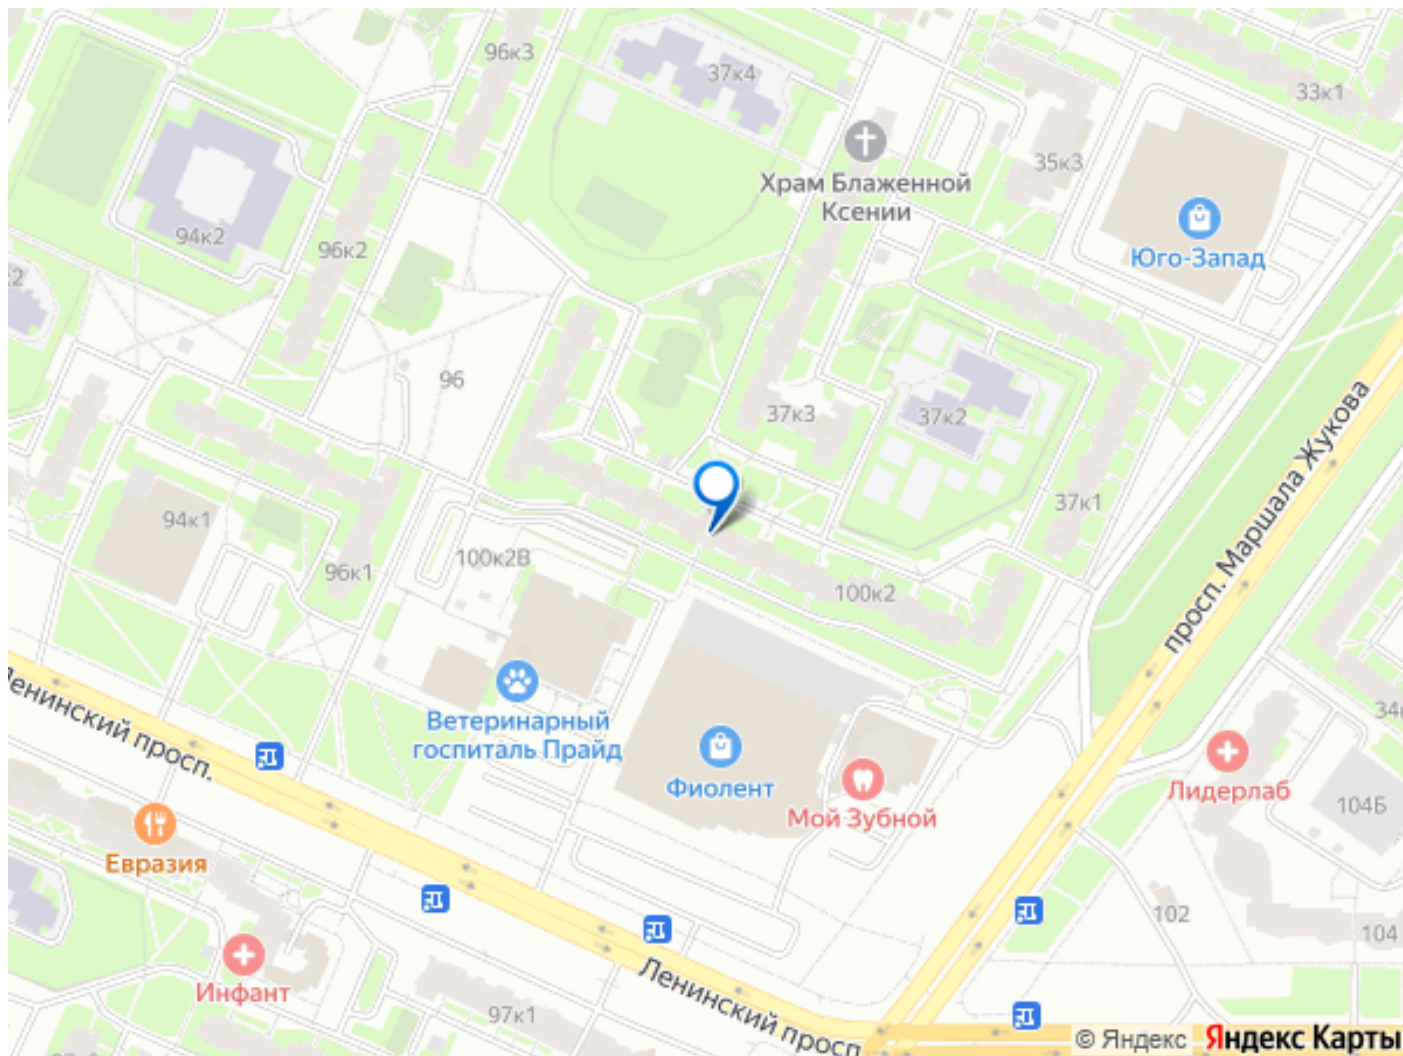 96к3
37к4
33к1
35к3
Храм Блаженной
Ксении
94к2
96к2
Юго-Запад
96
37к3
37к2
просп. Маршала Жукова
37к1
94к1
100к2В
96к1
100к2
Ленинский просп.
Ветеринарный
госпиталь Прайд
Фиолент
Мой Зубной
Лидерлаб
104Б
Евразия
102
104
Инфант
Ленинский просп
97к1
© Яндекс Яндекс Карты